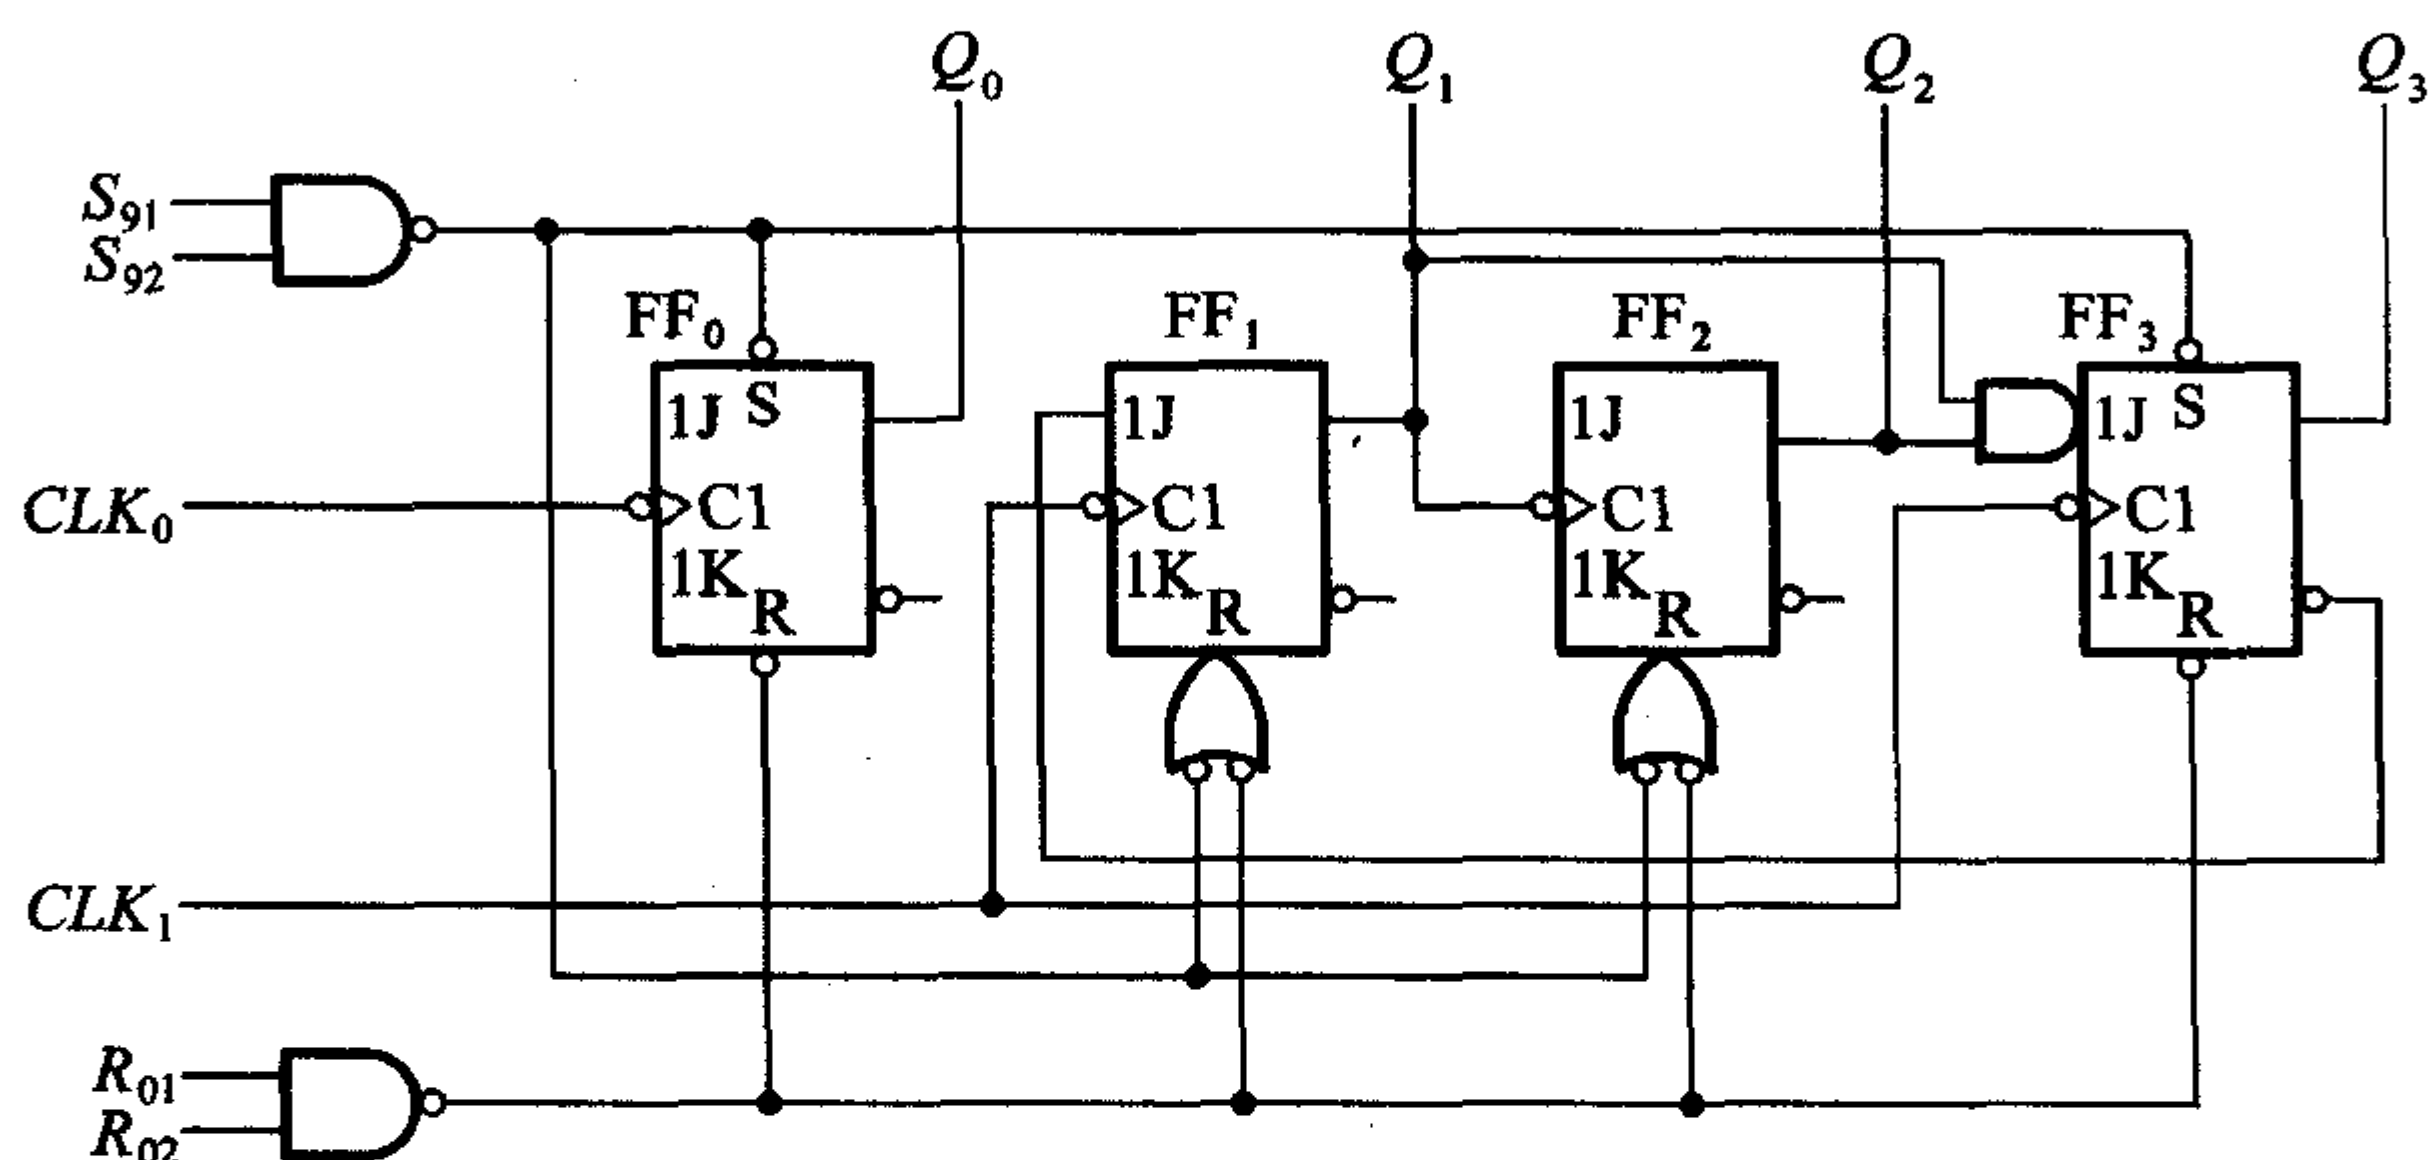 Q0 Q1 Q2 Q3
S91
S92
FF0 FF1 FF2 FF3
1J S 1J 1J 1J S
CLK0 C1 C1 C1 C1
1K R 1K R 1K R 1K R
CLK1
R01
R02